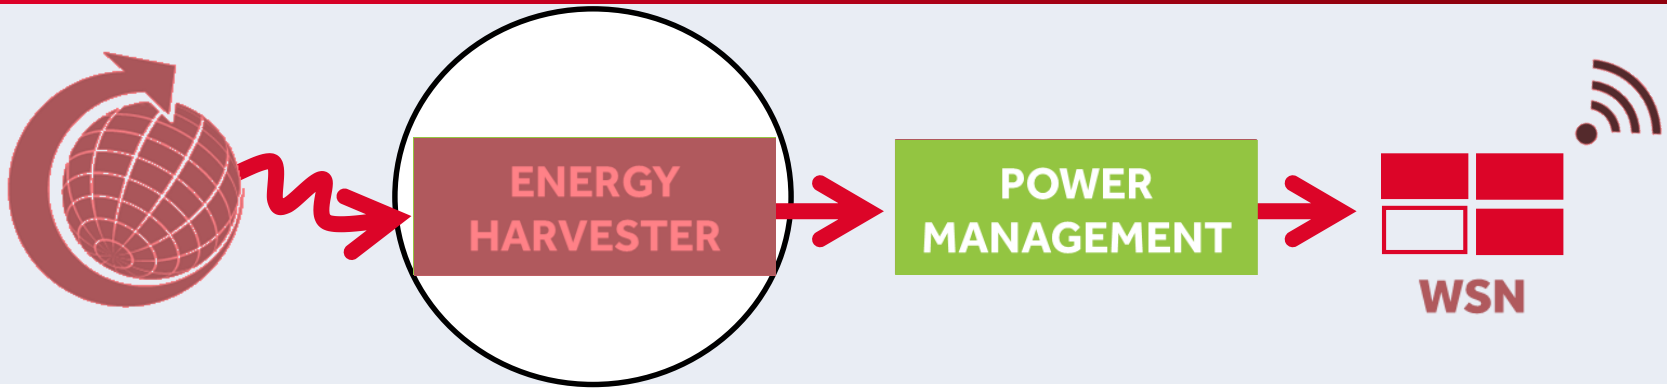 ENERGY
HARVESTER
POWER
MANAGEMENT
WSN